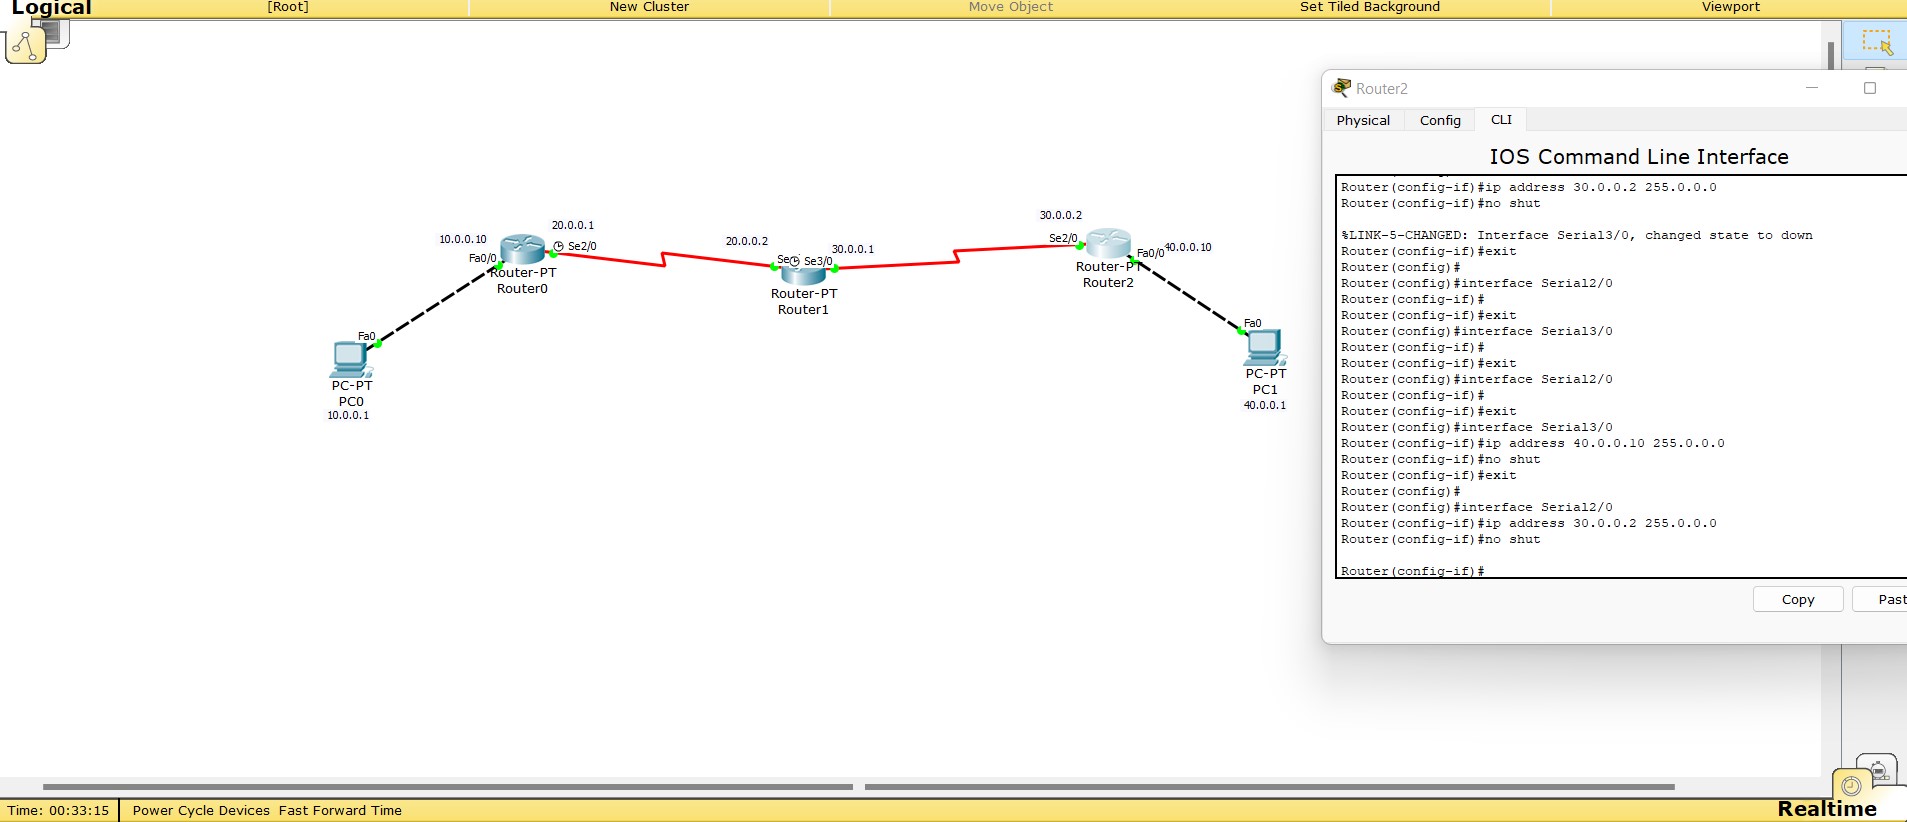 Logical
[Root]
New Cluster
Move Object
Set Tiled Background
Viewport
10.0.0.10
20.0.0.1
Fa0/0
Se2/0
Router-PT
Router0
20.0.0.2
30.0.0.1
Se
Se3/0
Router-PT
Router1
30.0.0.2
Se2/0
Fa0/0
40.0.0.10
Router-PT
Router2
Fa0
PC-PT
PC0
10.0.0.1
Fa0
PC-PT
PC1
40.0.0.1
Router2
Physical
Config
CLI
IOS Command Line Interface
Router(config-if)#ip address 30.0.0.2 255.0.0.0
Router(config-if)#no shut
%LINK-5-CHANGED: Interface Serial3/0, changed state to down
Router(config-if)#exit
Router(config)#
Router(config)#interface Serial2/0
Router(config-if)#
Router(config-if)#exit
Router(config)#interface Serial3/0
Router(config-if)#
Router(config-if)#exit
Router(config)#interface Serial2/0
Router(config-if)#
Router(config-if)#exit
Router(config)#interface Serial3/0
Router(config-if)#ip address 40.0.0.10 255.0.0.0
Router(config-if)#no shut
Router(config-if)#exit
Router(config)#
Router(config)#interface Serial2/0
Router(config-if)#ip address 30.0.0.2 255.0.0.0
Router(config-if)#no shut
Router(config-if)#
Copy
Past
Time: 00:33:15
Power Cycle Devices
Fast Forward Time
Realtime